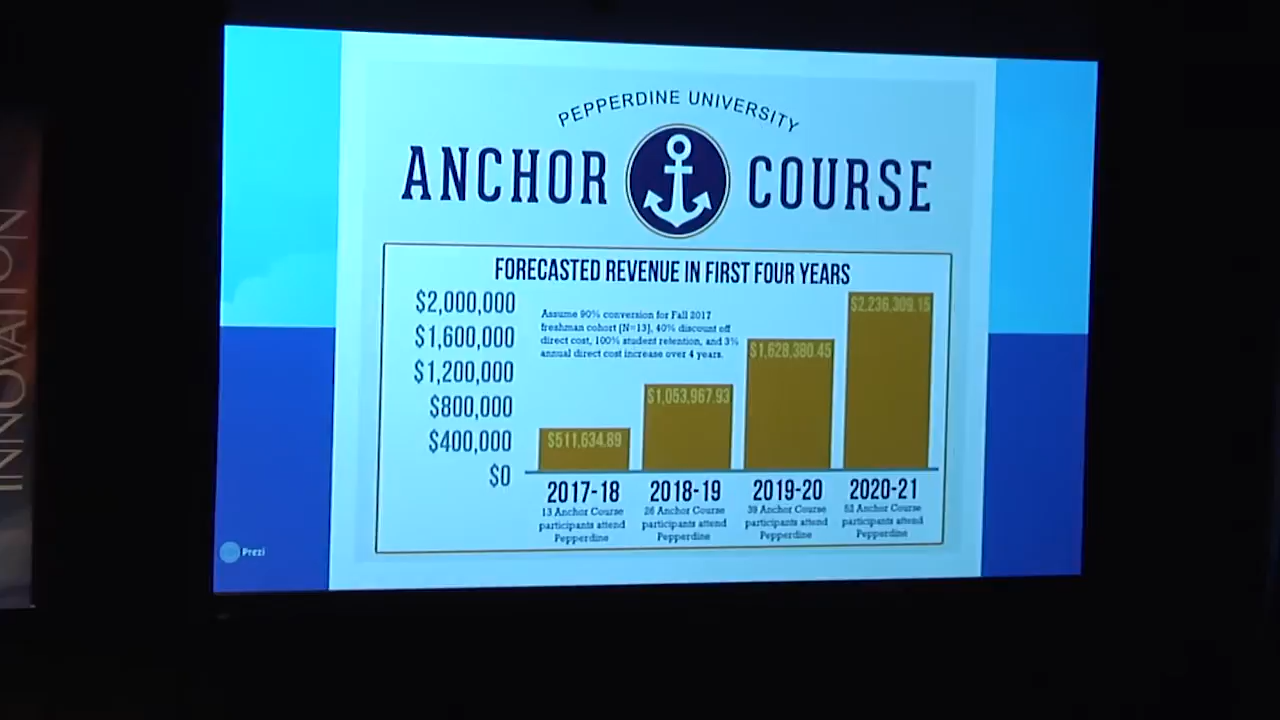 INNOVATION
PEPPERDINE UNIVERSITY
ANCHOR COURSE
FORECASTED REVENUE IN FIRST FOUR YEARS
$2,000,000
$1,600,000
$1,200,000
$800,000
$400,000
$0
Assume 90% conversion for Fall 2017
freshman cohort [N=13], 40% discount off
direct cost, 100% student retention, and 3%
annual direct cost increase over 4 years.
$511,634.89
$1,053,967.93
$1,628,380.45
$2,236,309.15
2017-18
13 Anchor Course
participants attend
Pepperdine
2018-19
26 Anchor Course
participants attend
Pepperdine
2019-20
39 Anchor Course
participants attend
Pepperdine
2020-21
52 Anchor Course
participants attend
Pepperdine
Prezi